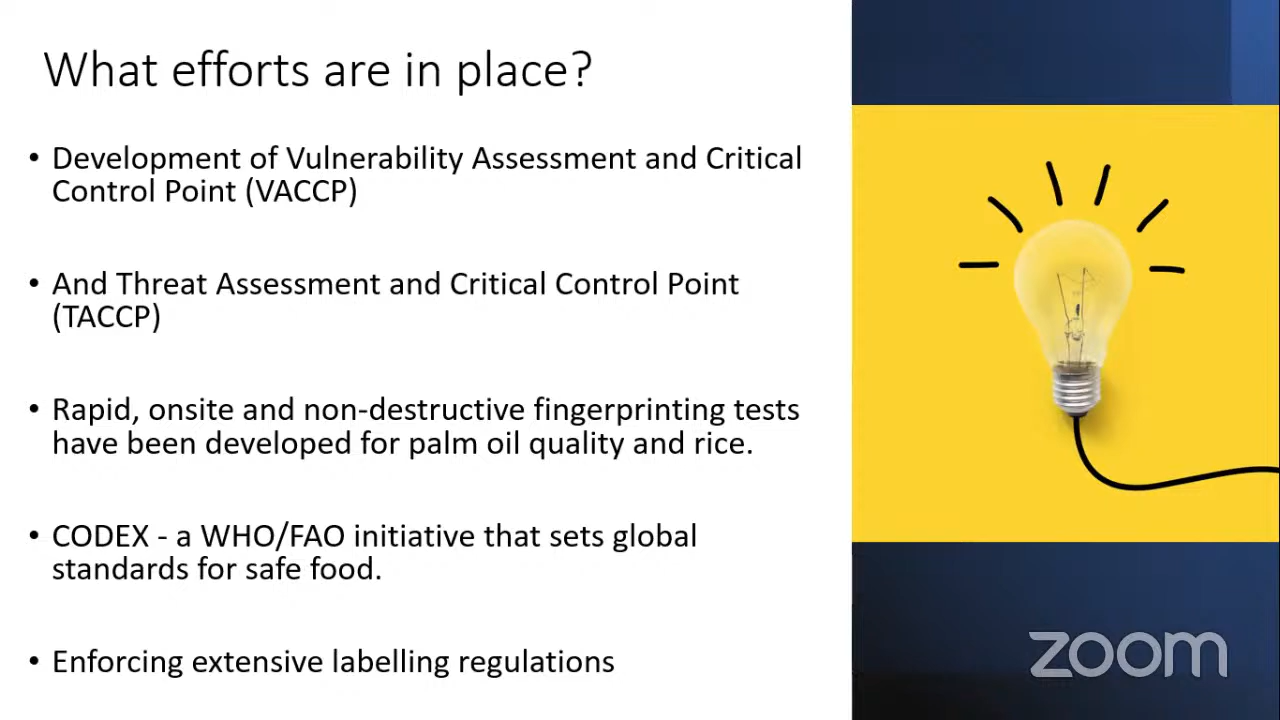 What efforts are in place?
• Development of Vulnerability Assessment and Critical
Control Point (VACCP)
• And Threat Assessment and Critical Control Point
(TACCP)
• Rapid, onsite and non-destructive fingerprinting tests
have been developed for palm oil quality and rice.
• CODEX - a WHO/FAO initiative that sets global
standards for safe food.
• Enforcing extensive labelling regulations
zoom